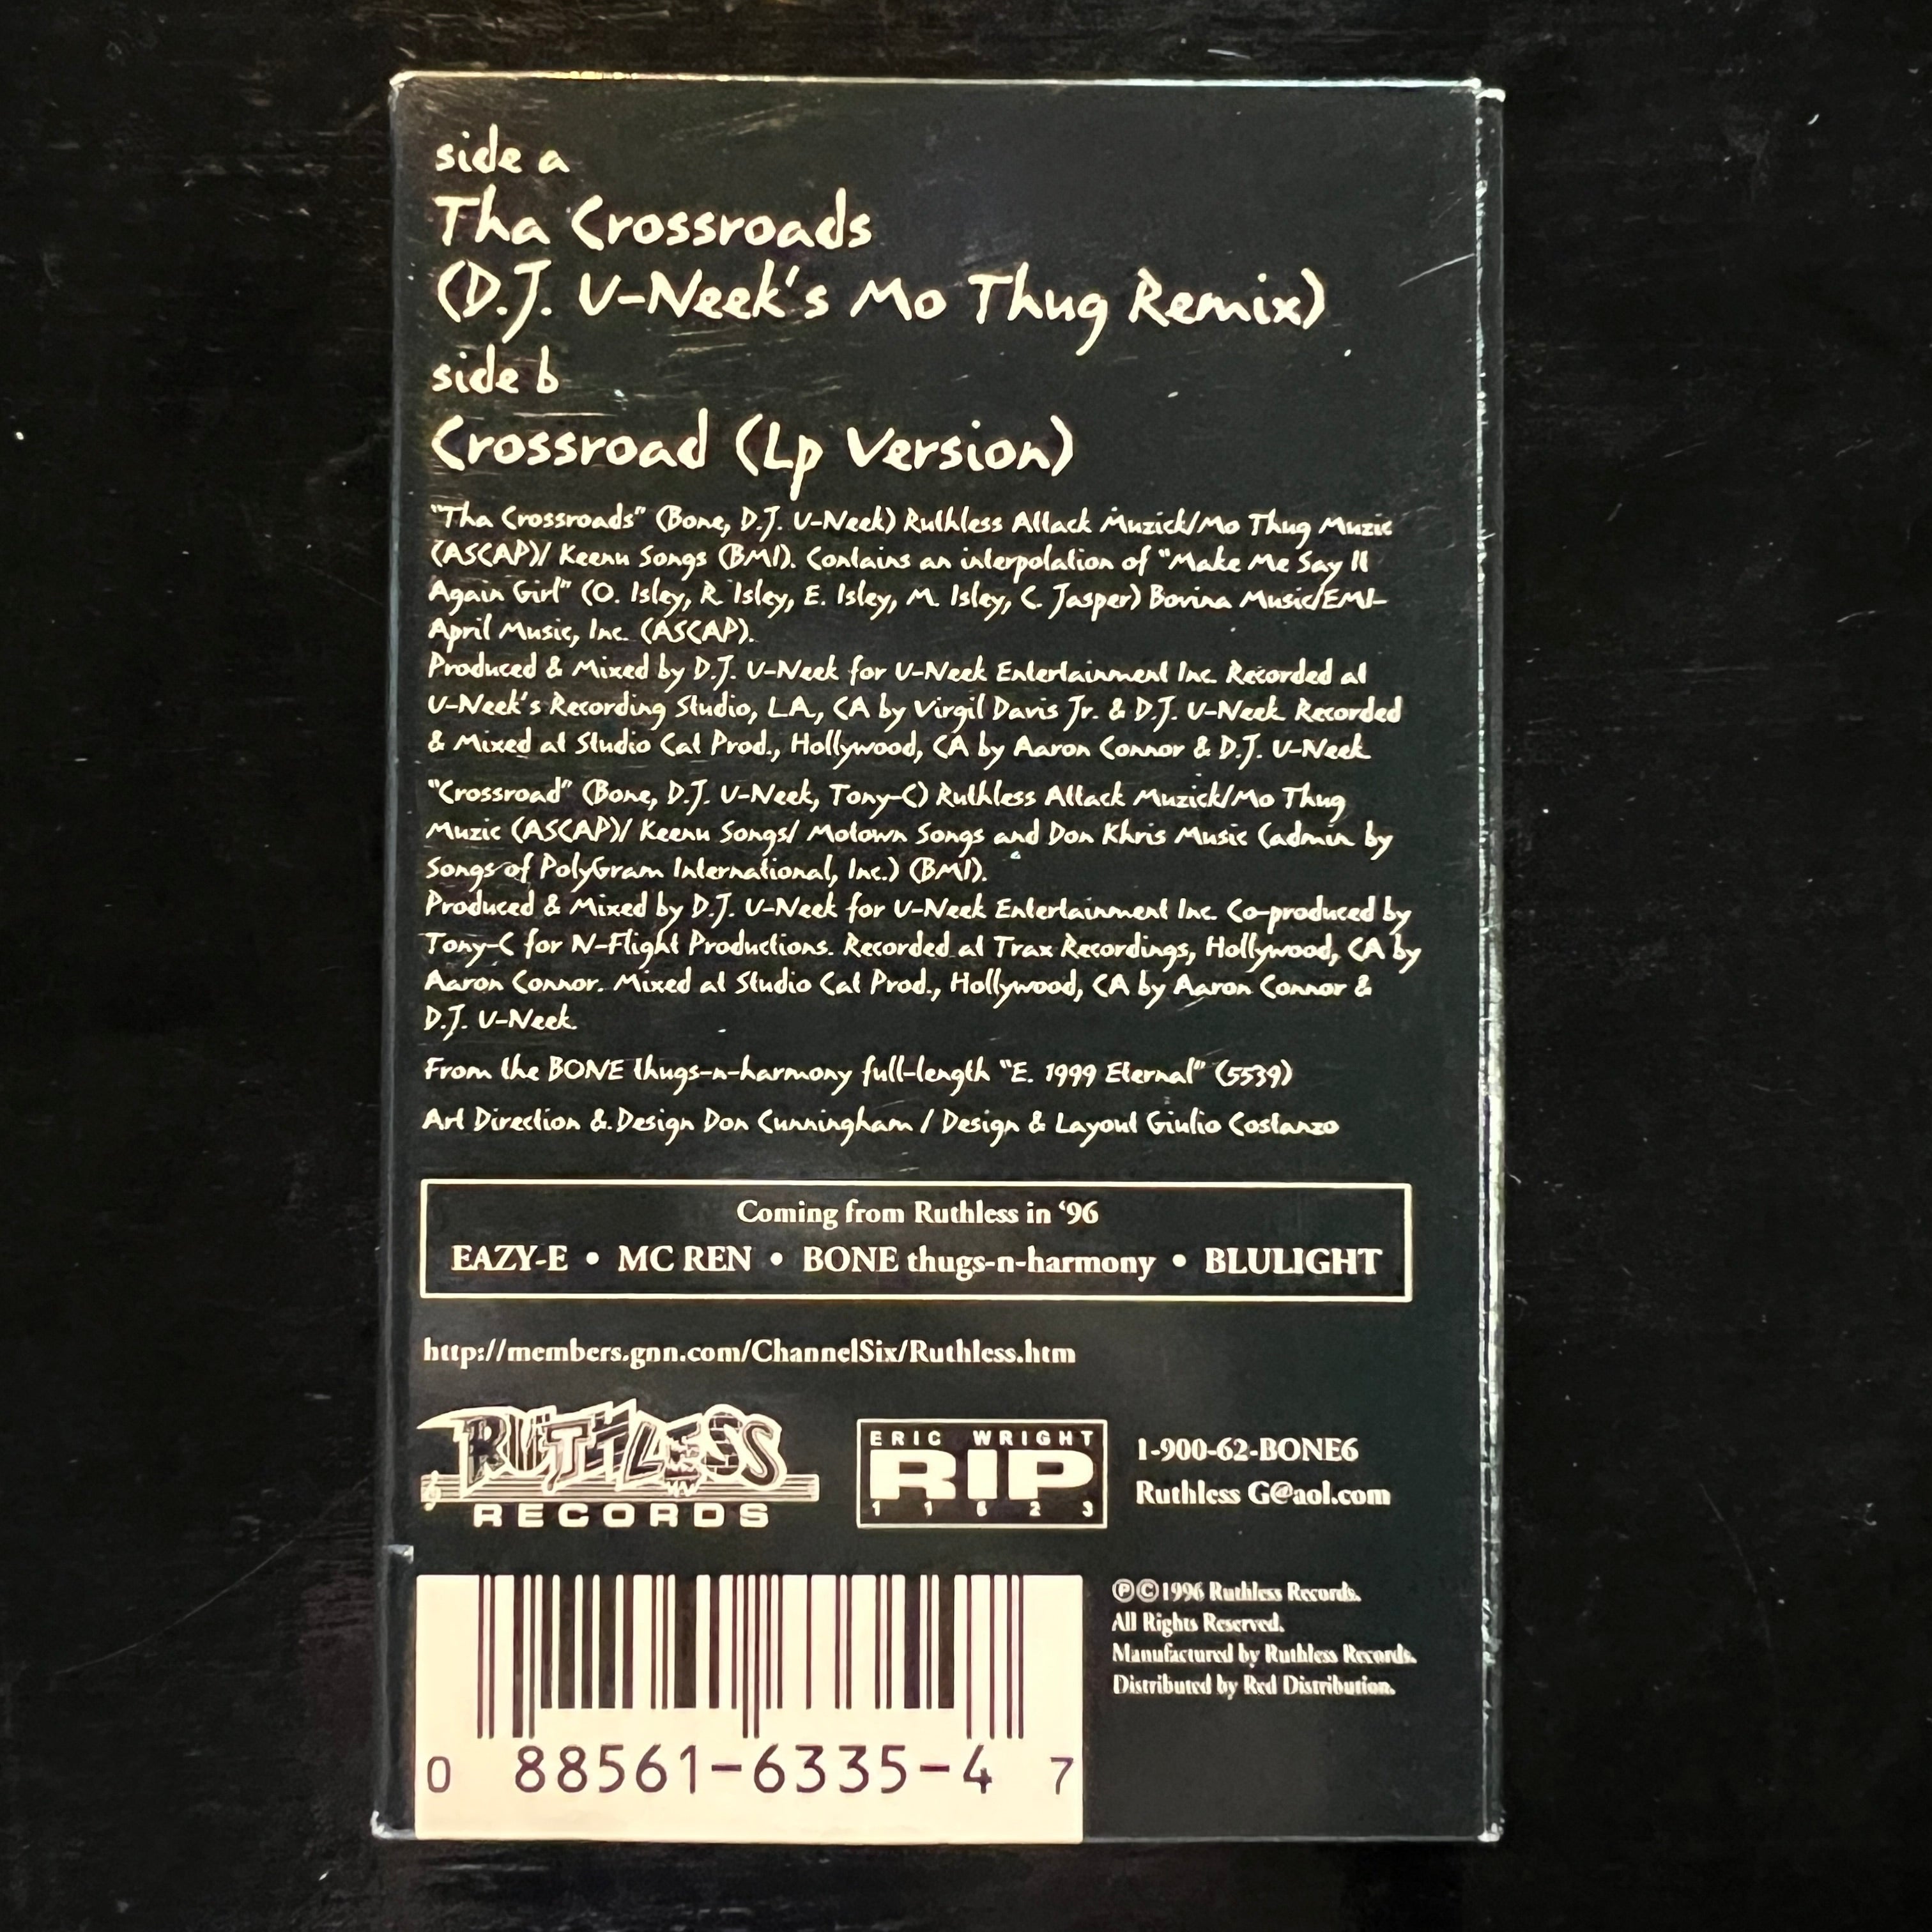 side a
Tha Crossroads
(D.J. U-Neek's Mo Thug Remix)
side b
Crossroad (Lp Version)
"Tha Crossroads" (Bone, D.J. U-Neek) Ruthless Attack Muzick/Mo Thug Muzic
(ASCAP)/ Keenu Songs (BMI). Contains an interpolation of "Make Me Say It
Again Girl" (O. Isley, R. Isley, E. Isley, M. Isley, C. Jasper) Bovina Music/EMI-
April Music, Inc. (ASCAP).
Produced & Mixed by D.J. U-Neek for U-Neek Entertainment Inc. Recorded at
U-Neek's Recording Studio, L.A., CA by Virgil Davis Jr. & D.J. U-Neek. Recorded
& Mixed at Studio Cat Prod., Hollywood, CA by Aaron Connor & D.J. U-Neek
"Crossroad" (Bone, D.J. U-Neek, Tony-C) Ruthless Attack Muzick/Mo Thug
Muzic (ASCAP)/ Keenu Songs/ Motown Songs and Don Khris Music (admin by
Songs of PolyGram International, Inc.) (BMI).
Produced & Mixed by D.J. U-Neek for U-Neek Entertainment Inc. Co-produced by
Tony-C for N-Flight Productions. Recorded at Trax Recordings, Hollywood, CA by
Aaron Connor. Mixed at Studio Cat Prod., Hollywood, CA by Aaron Connor &
D.J. U-Neek.
From the BONE thugs-n-harmony full-length "E. 1999 Eternal" (5539)
Art Direction & Design Don Cunningham / Design & Layout Giulio Costanzo
Coming from Ruthless in ‘96
EAZY-E • MC REN • BONE thugs-n-harmony • BLULIGHT
http://members.gnn.com/ChannelSix/Ruthless.htm
RUTHLESS
RECORDS
ERIC WRIGHT
RIP
1 1 6 2 3
1-900-62-BONE6
Ruthless G@aol.com
℗©1996 Ruthless Records.
All Rights Reserved.
Manufactured by Ruthless Records.
Distributed by Red Distribution.
0 88561-6335-4 7